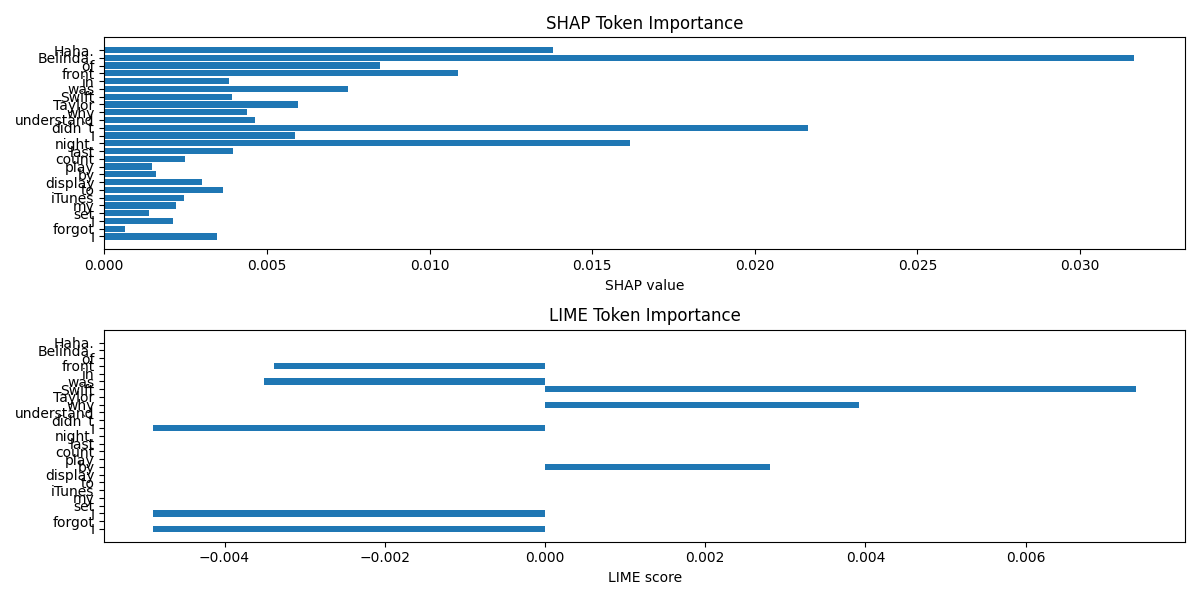 SHAP Token Importance
Haha.
Belinda.
of
front
in
was
Swift
Taylor
why
understand
didn't
I
night,
last
count
play
by
display
to
iTunes
my
set
I
forgot
I
0.000 0.005 0.010 0.015 0.020 0.025 0.030
SHAP value
LIME Token Importance
Haha.
Belinda.
of
front
in
was
Swift
Taylor
why
understand
didn't
I
night,
last
count
play
by
display
to
iTunes
my
set
I
forgot
I
−0.004 −0.002 0.000 0.002 0.004 0.006
LIME score